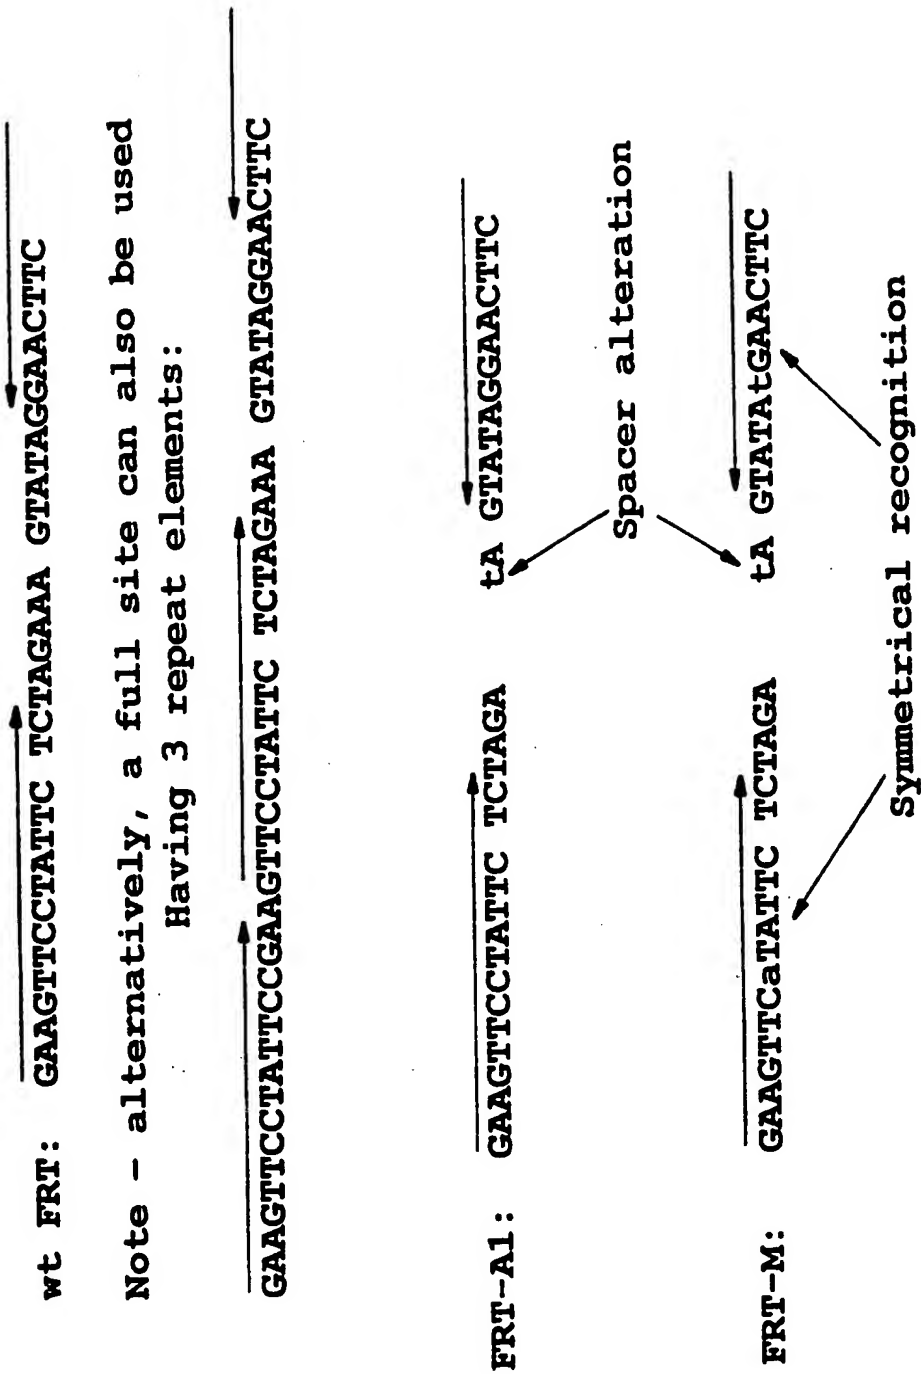 wt FRT: GAAGTTCCTATTC TCTAGAAA GTATAGGAACTTC
Note - alternatively, a full site can also be used
Having 3 repeat elements:
GAAGTTCCTATTCCGAAGTTCCTATTC TCTAGAAA GTATAGGAACTTC
FRT-A1: GAAGTTCCTATTC TCTAGA tA GTATAGGAACTTC
Spacer alteration
FRT-M: GAAGTTCaTATTC TCTAGA tA GTATAtGAACTTC
Symmetrical recognition